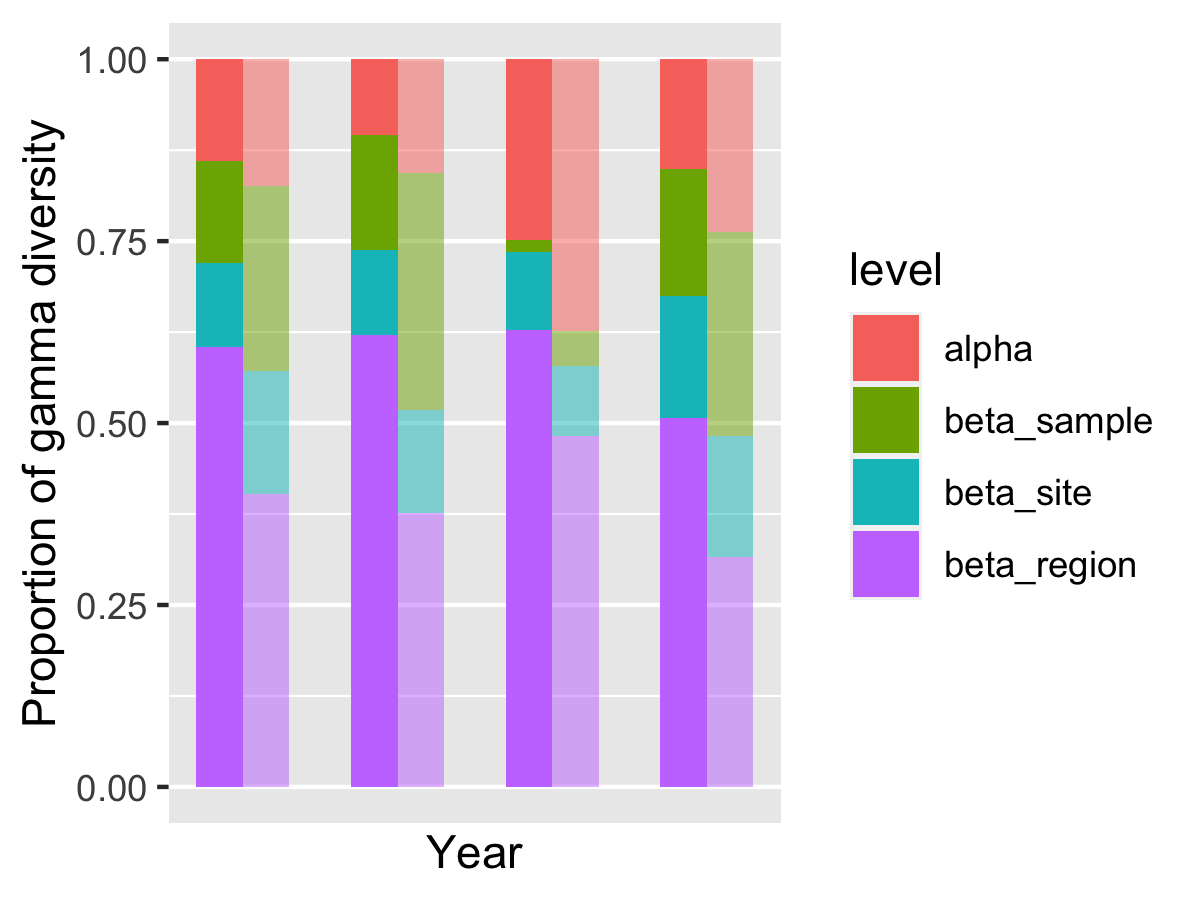 Proportion of gamma diversity
1.00
0.75
0.50
0.25
0.00
Year
level
alpha
beta_sample
beta_site
beta_region